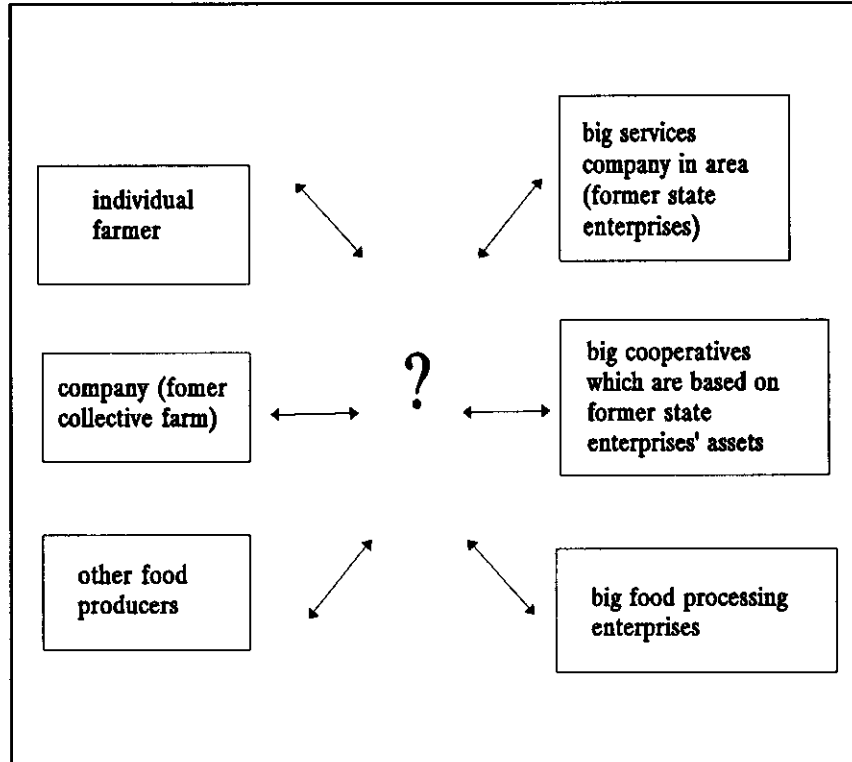 individual
farmer
company (fomer
collective farm)
other food
producers
?
big services
company in area
(former state
enterprises)
big cooperatives
which are based on
former state
enterprises' assets
big food processing
enterprises